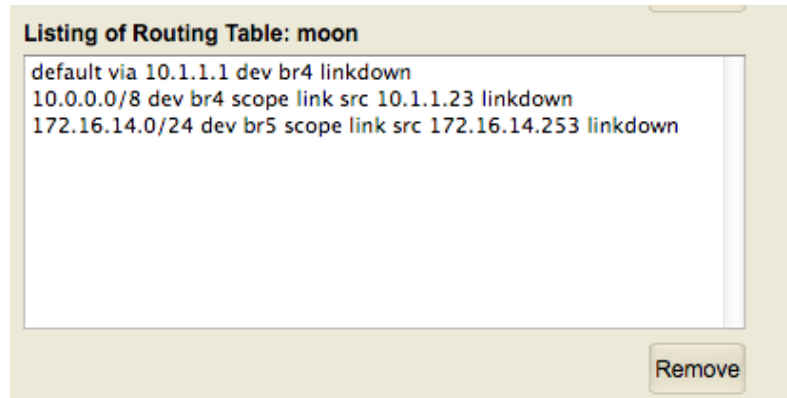 Listing of Routing Table: moon
default via 10.1.1.1 dev br4 linkdown
10.0.0.0/8 dev br4 scope link src 10.1.1.23 linkdown
172.16.14.0/24 dev br5 scope link src 172.16.14.253 linkdown
Remove